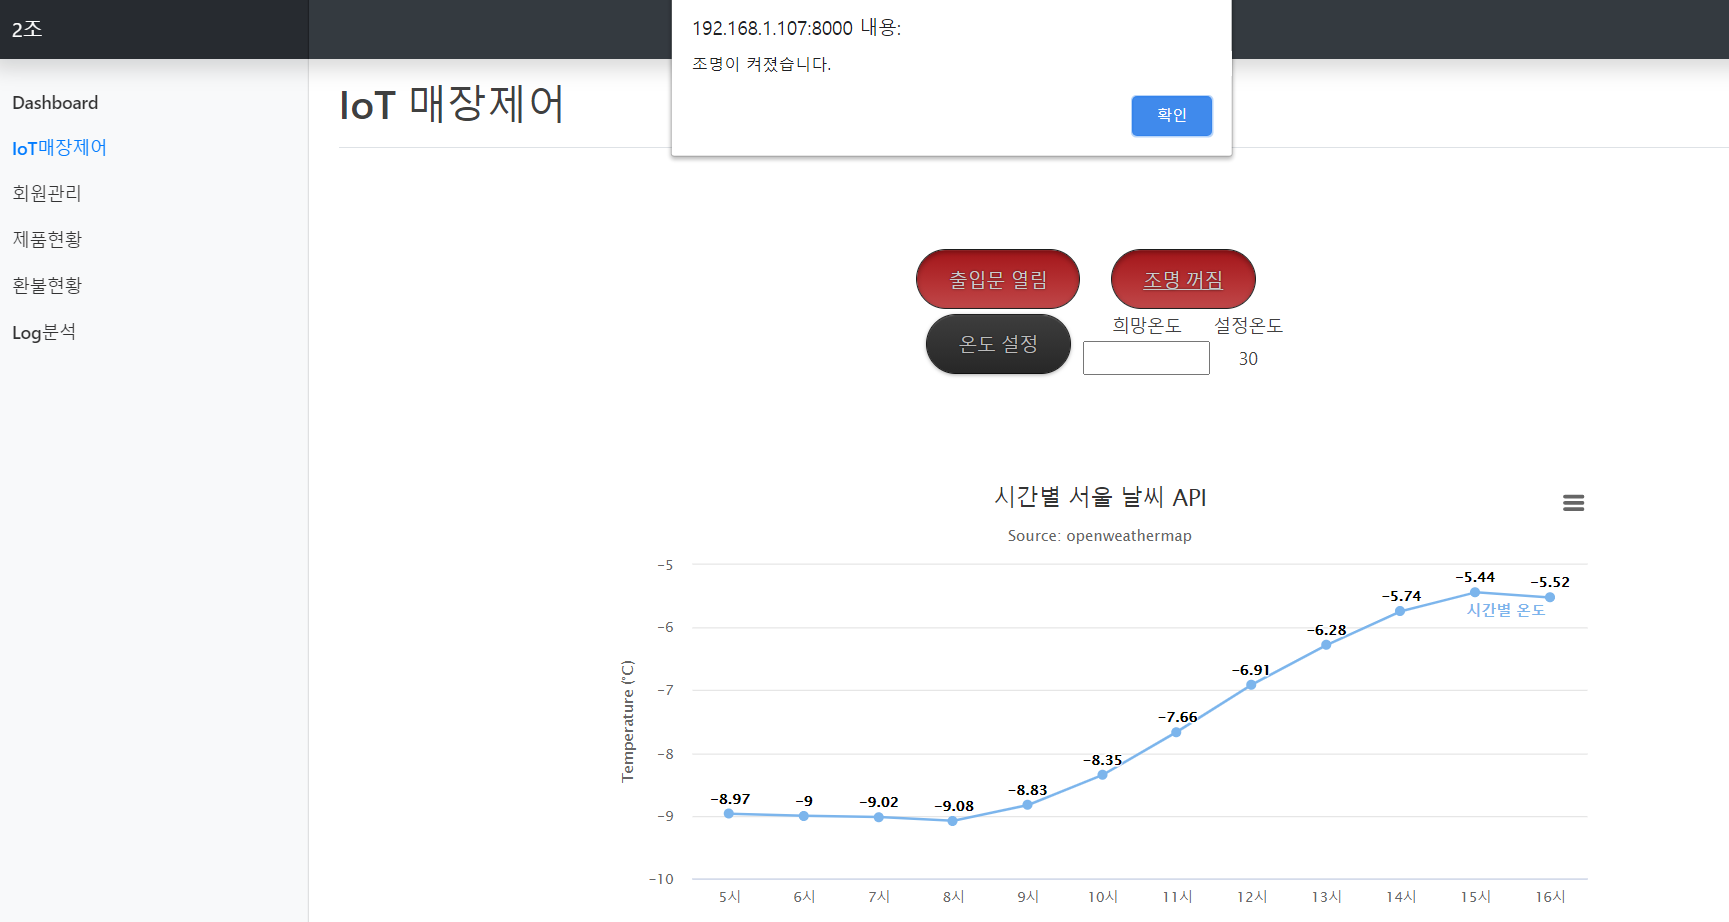 2조
192.168.1.107:8000 내용:
조명이 켜졌습니다.
확인
Dashboard
IoT매장제어
회원관리
제품현황
환불현황
Log분석
IoT 매장제어
출입문 열림
조명 꺼짐
온도 설정
희망온도 설정온도
30
시간별 서울 날씨 API
Source: openweathermap
Temperature (°C)
-5
-6
-7
-8
-9
-10
-8.97
-9
-9.02
-9.08
-8.83
-8.35
-7.66
-6.91
-6.28
-5.74
-5.44
-5.52
시간별 온도
5시 6시 7시 8시 9시 10시 11시 12시 13시 14시 15시 16시